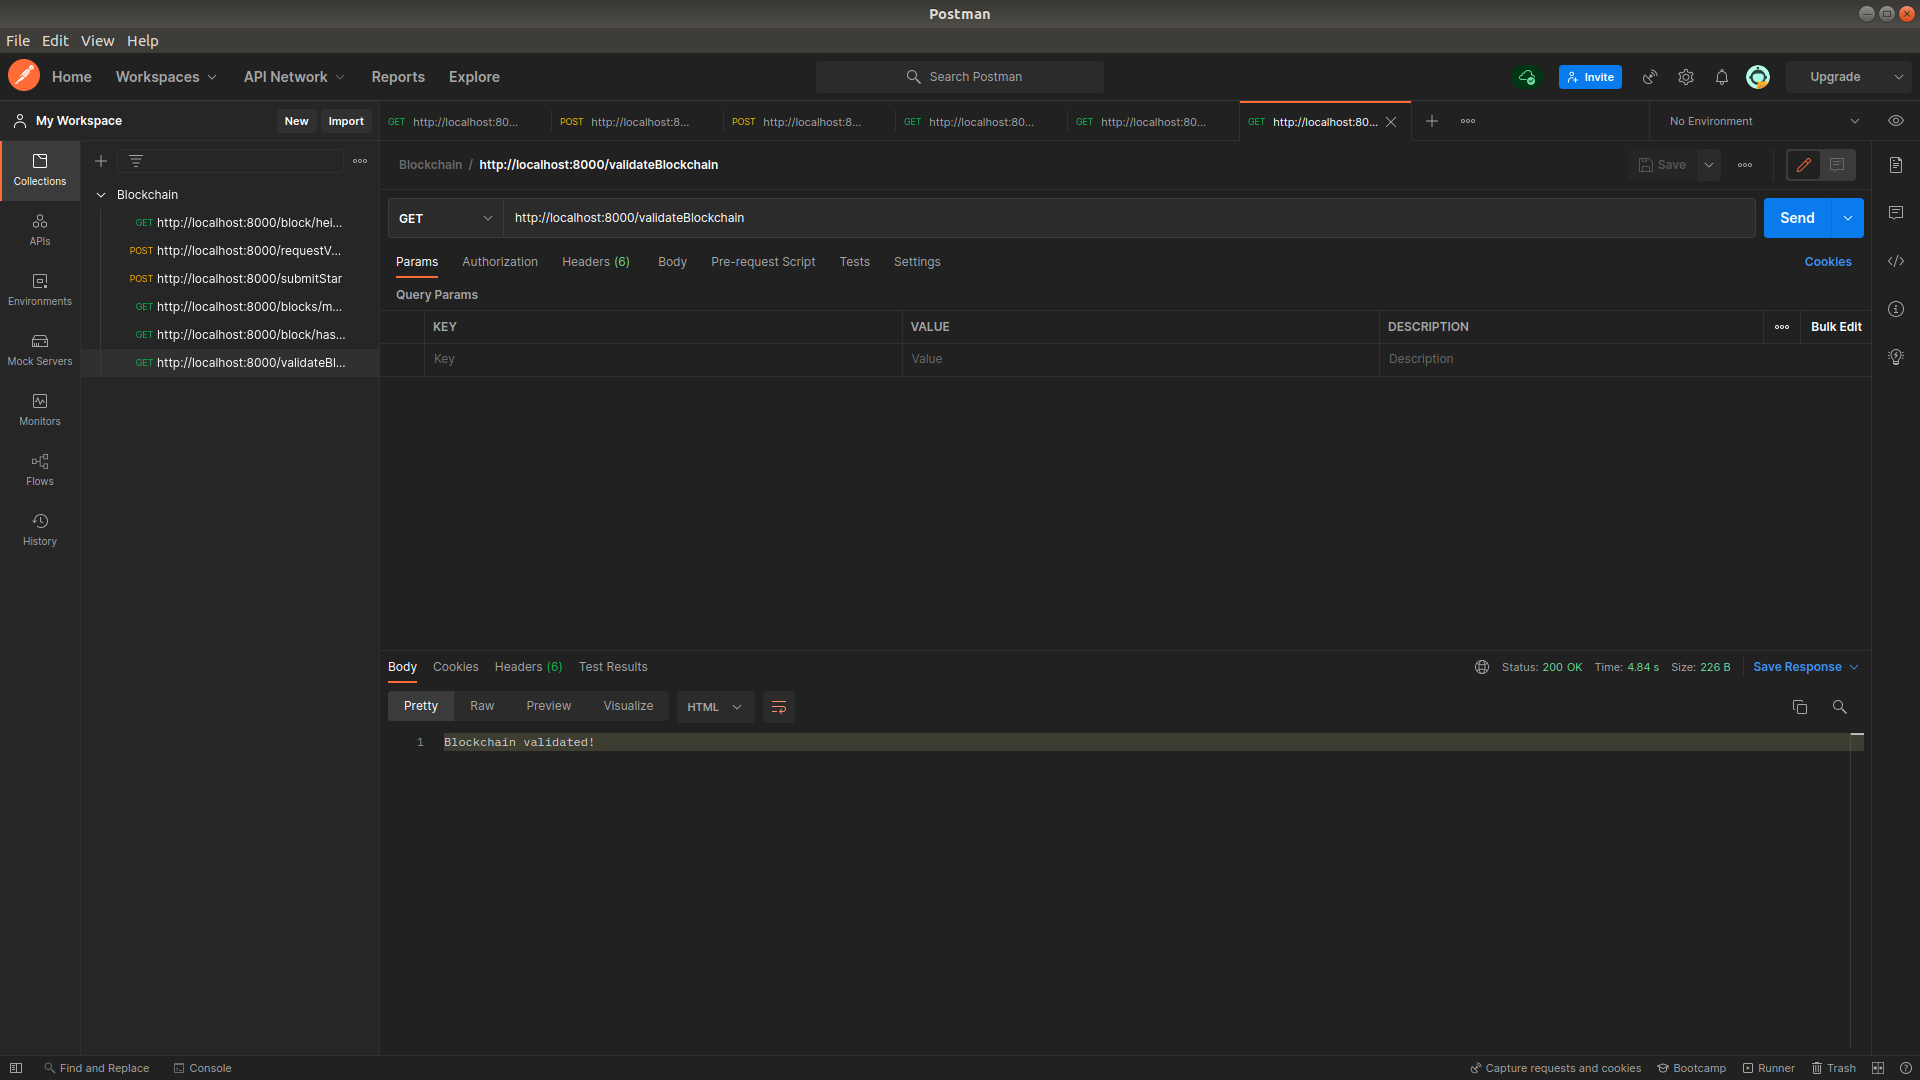 Postman
File Edit View Help
Home Workspaces API Network Reports Explore Search Postman Invite Upgrade
My Workspace New Import GET http://localhost:80... POST http://localhost:8... POST http://localhost:8... GET http://localhost:80... GET http://localhost:80... GET http://localhost:80... No Environment
Collections
APIs
Environments
Mock Servers
Monitors
Flows
History
Blockchain
GET http://localhost:8000/block/hei...
POST http://localhost:8000/requestV...
POST http://localhost:8000/submitStar
GET http://localhost:8000/blocks/m...
GET http://localhost:8000/block/has...
GET http://localhost:8000/validateBl...
Blockchain / http://localhost:8000/validateBlockchain Save
GET http://localhost:8000/validateBlockchain Send
Params Authorization Headers (6) Body Pre-request Script Tests Settings Cookies
Query Params
KEY VALUE DESCRIPTION Bulk Edit
Key Value Description
Body Cookies Headers (6) Test Results Status: 200 OK Time: 4.84 s Size: 226 B Save Response
Pretty Raw Preview Visualize HTML
1 Blockchain validated!
Find and Replace Console Capture requests and cookies Bootcamp Runner Trash